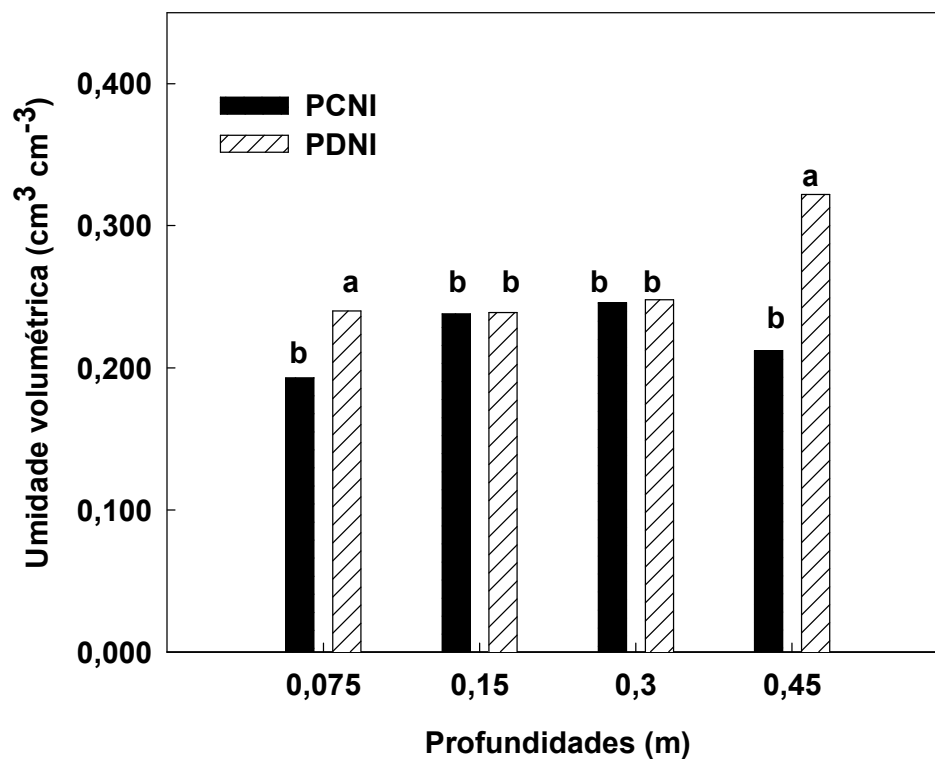 0,400
PCNI
PDNI
a
0,300
a
b b
b b
b
b
0,200
0,100
0,000
0,075 0,15 0,3 0,45
Profundidades (m)
Umidade volumétrica (cm³ cm⁻³)